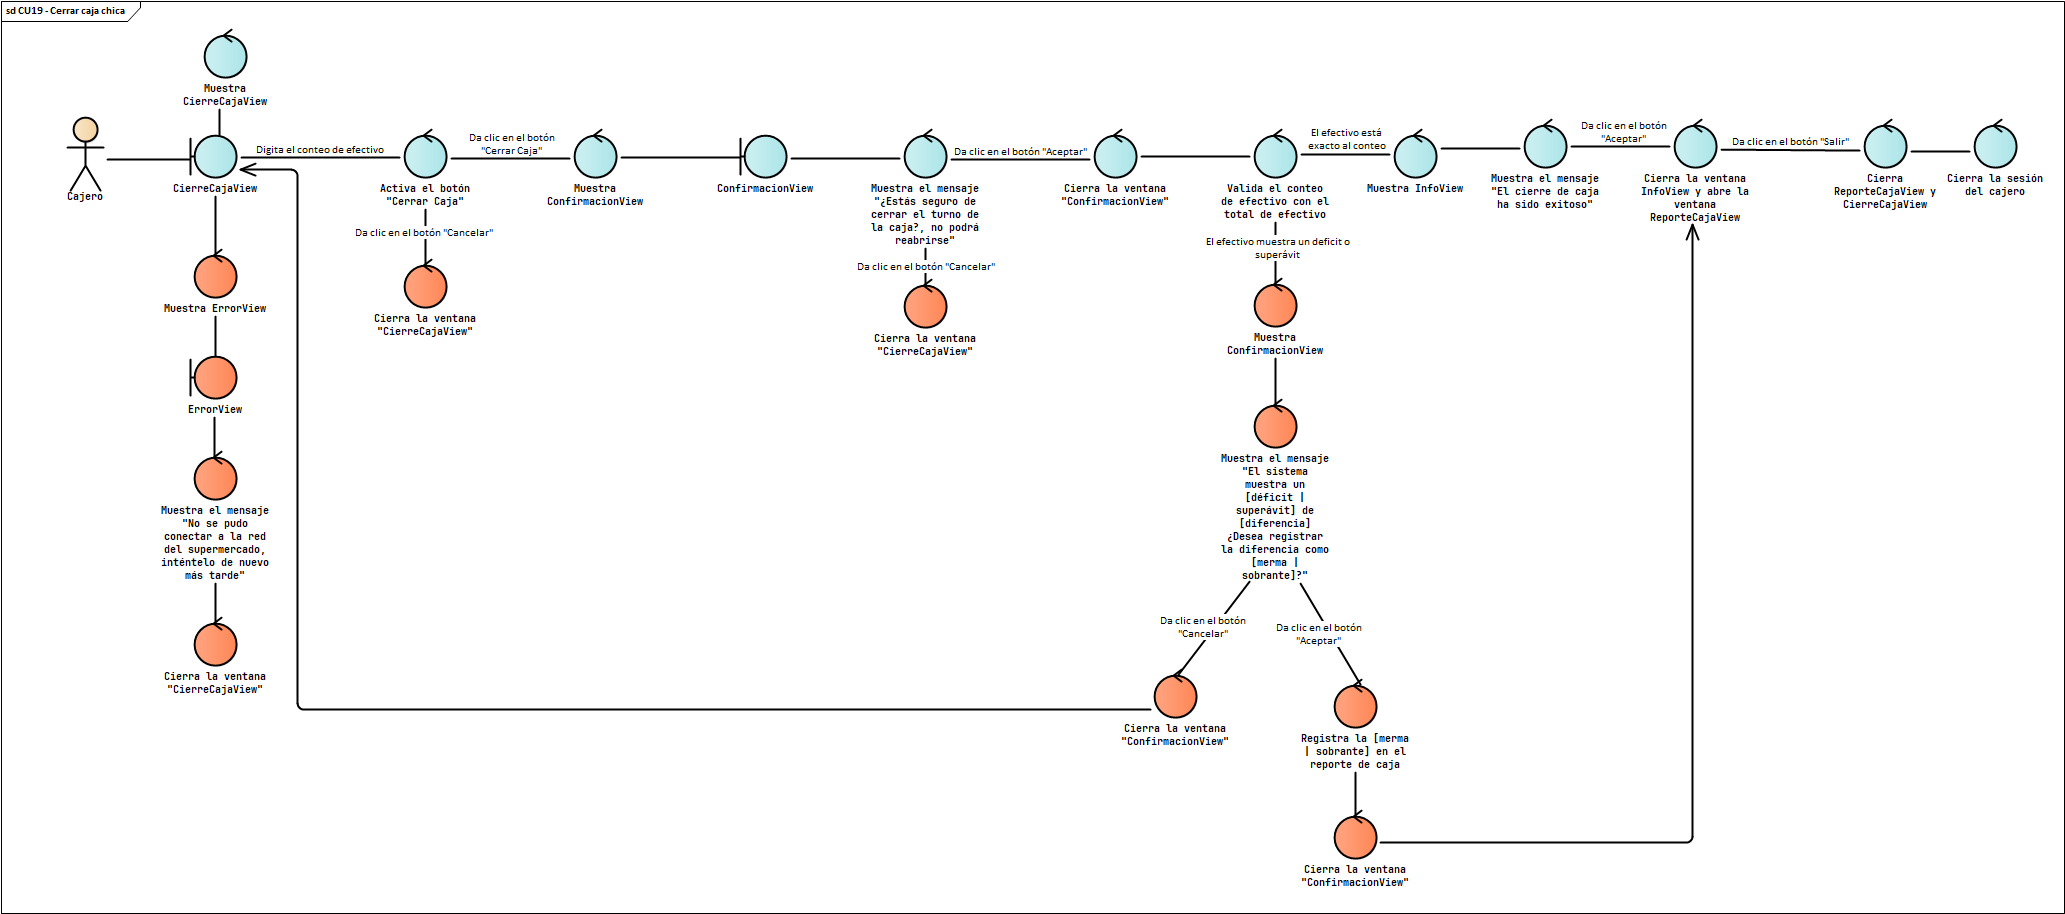 sd CU19 - Cerrar caja chica
Muestra
CierreCajaView
Cajero
CierreCajaView
Digita el conteo de efectivo
Activa el botón
"Cerrar Caja"
Da clic en el botón
"Cerrar Caja"
Muestra
ConfirmacionView
ConfirmacionView
Muestra el mensaje
"¿Estás seguro de
cerrar el turno de
la caja?, no podrá
reabrirse"
Da clic en el botón "Aceptar"
Cierra la ventana
"ConfirmacionView"
Valida el conteo
de efectivo con el
total de efectivo
El efectivo está
exacto al conteo
Muestra InfoView
Muestra el mensaje
"El cierre de caja
ha sido exitoso"
Da clic en el botón
"Aceptar"
Cierra la ventana
InfoView y abre la
ventana
ReporteCajaView
Da clic en el botón "Salir"
Cierra
ReporteCajaView y
CierreCajaView
Cierra la sesión
del cajero
Da clic en el botón "Cancelar"
Cierra la ventana
"CierreCajaView"
Da clic en el botón "Cancelar"
Cierra la ventana
"CierreCajaView"
El efectivo muestra un deficit o
superávit
Muestra
ConfirmacionView
Muestra el mensaje
"El sistema
muestra un
[déficit |
superávit] de
[diferencia]
¿Desea registrar
la diferencia como
[merma |
sobrante]?"
Da clic en el botón
"Cancelar"
Da clic en el botón
"Aceptar"
Cierra la ventana
"ConfirmacionView"
Registra la [merma
| sobrante] en el
reporte de caja
Cierra la ventana
"ConfirmacionView"
Muestra ErrorView
ErrorView
Muestra el mensaje
"No se pudo
conectar a la red
del supermercado,
inténtelo de nuevo
más tarde"
Cierra la ventana
"CierreCajaView"